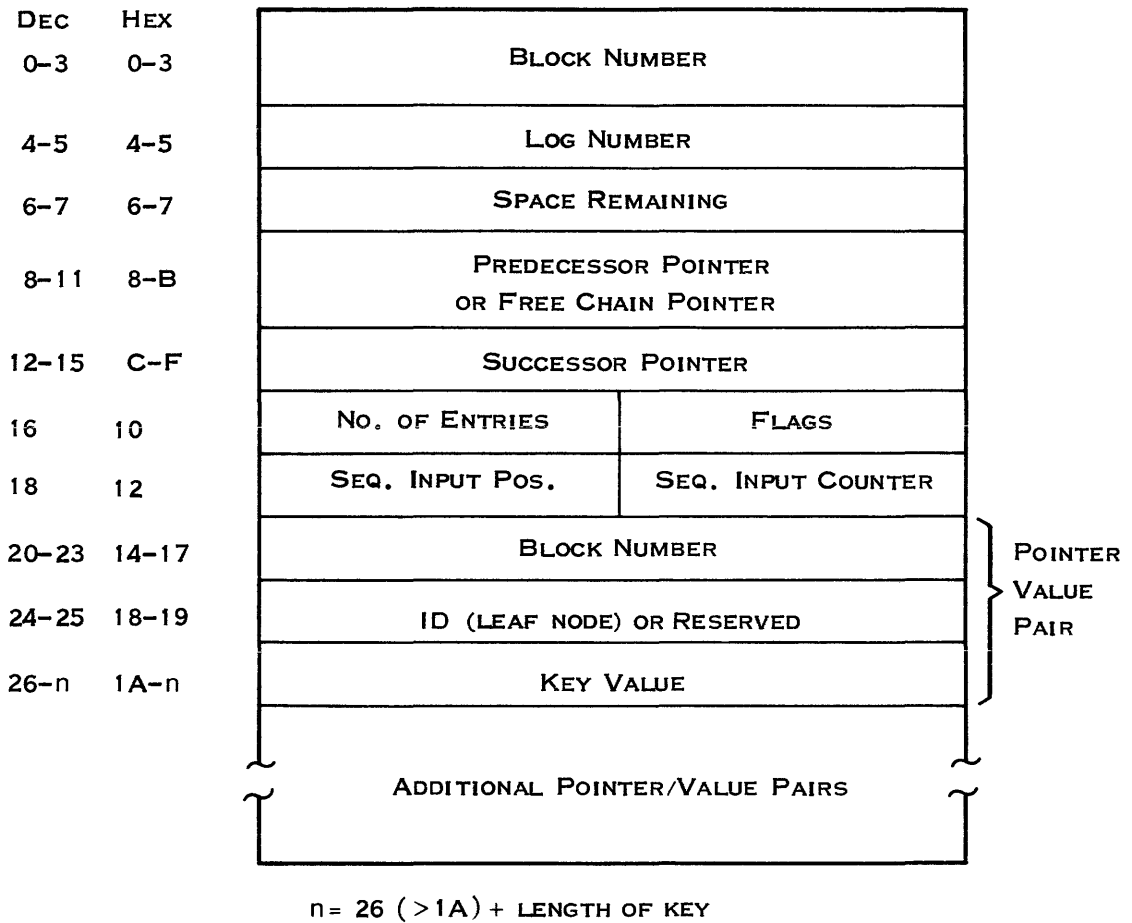 DEC HEX
0-3 0-3 BLOCK NUMBER
4-5 4-5 LOG NUMBER
6-7 6-7 SPACE REMAINING
8-11 8-B PREDECESSOR POINTER
OR FREE CHAIN POINTER
12-15 C-F SUCCESSOR POINTER
16 10 NO. OF ENTRIES FLAGS
18 12 SEQ. INPUT POS. SEQ. INPUT COUNTER
20-23 14-17 BLOCK NUMBER
24-25 18-19 ID (LEAF NODE) OR RESERVED
26-n 1A-n KEY VALUE
POINTER
VALUE
PAIR
ADDITIONAL POINTER/VALUE PAIRS
n= 26 (>1A) + LENGTH OF KEY